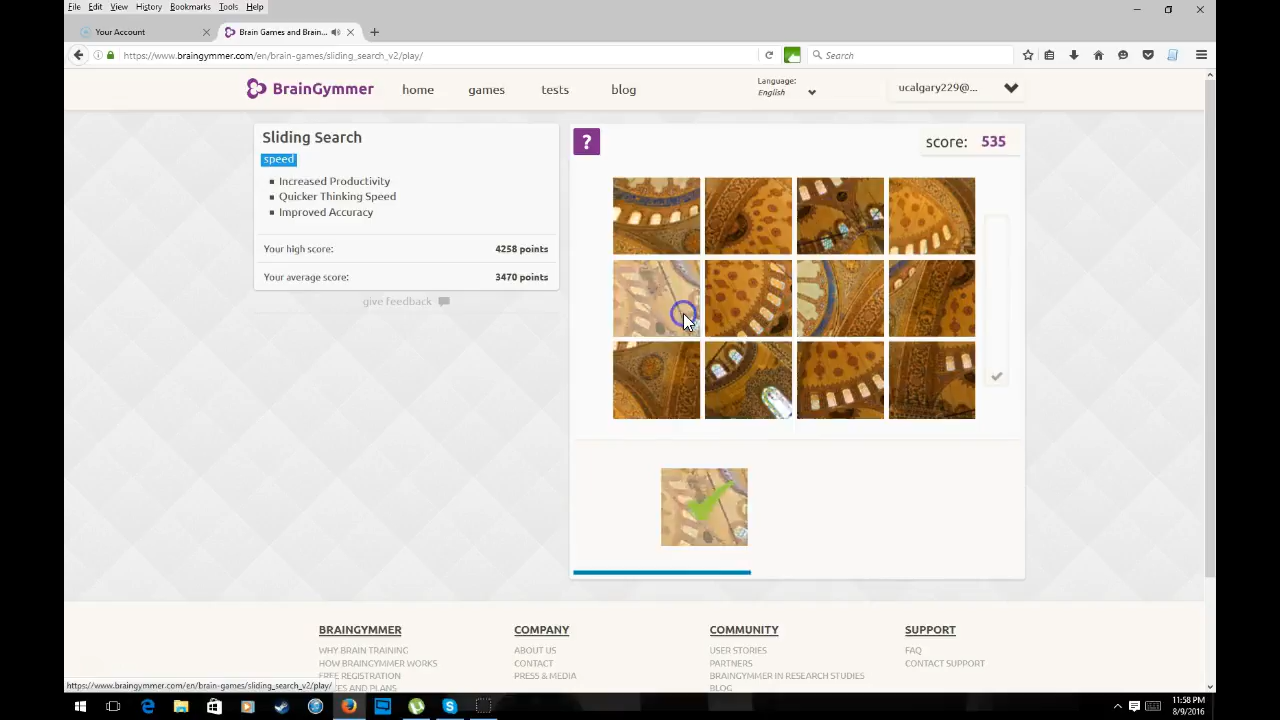 File Edit View History Bookmarks Tools Help
Your Account
Brain Games and Brain...
https://www.braingymmer.com/en/brain-games/sliding_search_v2/play/
Search
BrainGymmer
home games tests blog
Language:
English
ucalgary229@...
Sliding Search
speed
Increased Productivity
Quicker Thinking Speed
Improved Accuracy
Your high score: 4258 points
Your average score: 3470 points
give feedback
?
score: 535
BRAINGYMMER
WHY BRAIN TRAINING
HOW BRAINGYMMER WORKS
FREE REGISTRATION
COMPANY
ABOUT US
CONTACT
PRESS & MEDIA
COMMUNITY
USER STORIES
PARTNERS
BRAINGYMMER IN RESEARCH STUDIES
BLOG
SUPPORT
FAQ
CONTACT SUPPORT
https://www.braingymmer.com/en/brain-games/sliding_search_v2/play/
11:58 PM
8/9/2016